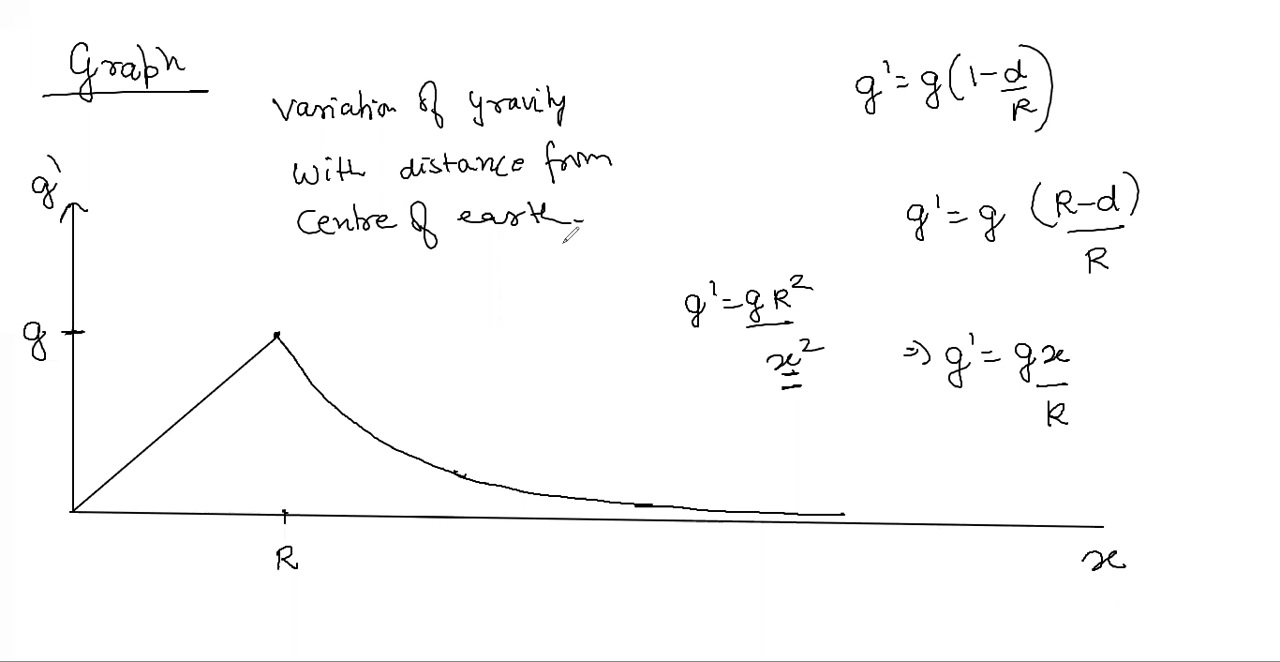 Graph
Variation of gravity
with distance from
Centre of earth.
g'
g
R
x
g' = g(1-d/R)
g' = g (R-d)/R
g' = gR²/x²
⇒ g' = gx/R